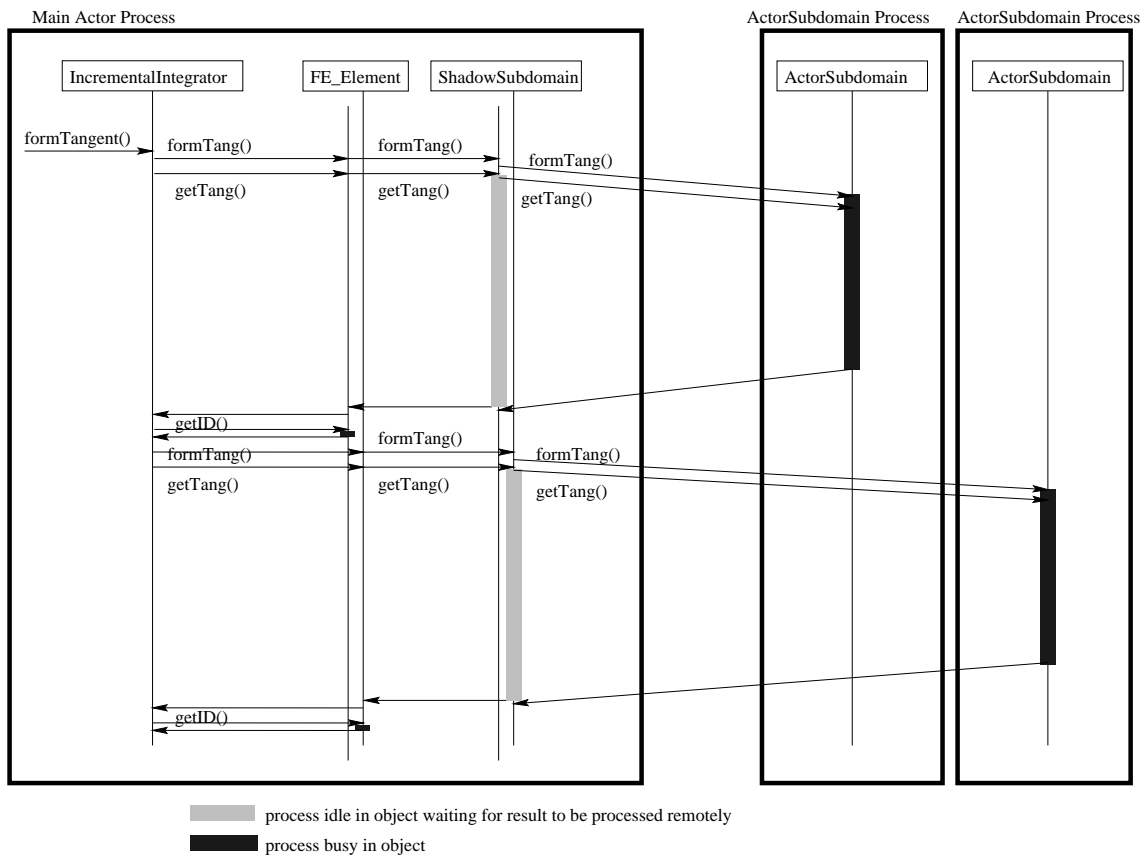 Main Actor Process
ActorSubdomain Process
ActorSubdomain Process
IncrementalIntegrator
FE_Element
ShadowSubdomain
ActorSubdomain
ActorSubdomain
formTangent()
formTang()
formTang()
formTang()
getTang()
getTang()
getTang()
getID()
formTang()
formTang()
formTang()
getTang()
getTang()
getTang()
getID()
process idle in object waiting for result to be processed remotely
process busy in object